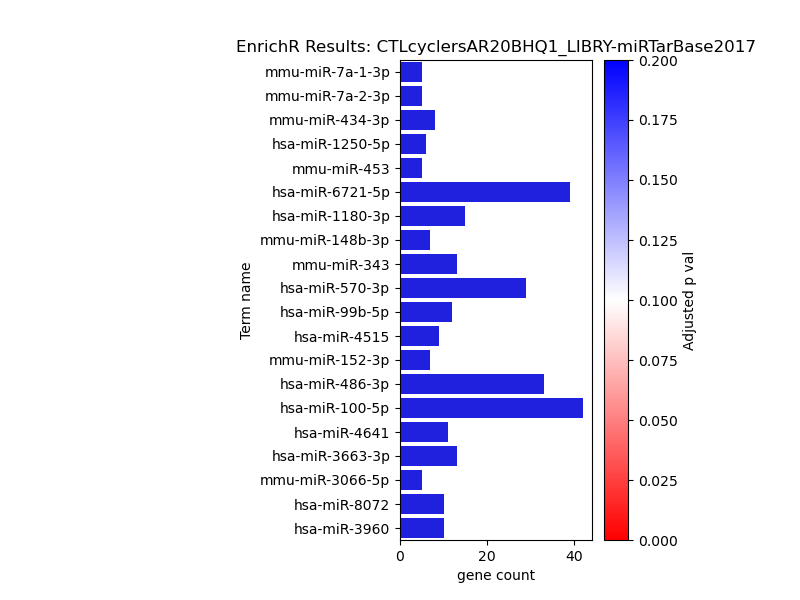 EnrichR Results: CTLcyclersAR20BHQ1_LIBRY-miRTarBase2017
mmu-miR-7a-1-3p
mmu-miR-7a-2-3p
mmu-miR-434-3p
hsa-miR-1250-5p
mmu-miR-453
hsa-miR-6721-5p
hsa-miR-1180-3p
mmu-miR-148b-3p
mmu-miR-343
hsa-miR-570-3p
hsa-miR-99b-5p
hsa-miR-4515
mmu-miR-152-3p
hsa-miR-486-3p
hsa-miR-100-5p
hsa-miR-4641
hsa-miR-3663-3p
mmu-miR-3066-5p
hsa-miR-8072
hsa-miR-3960
Term name
0 20 40
gene count
0.200
0.175
0.150
0.125
0.100
0.075
0.050
0.025
0.000
Adjusted p val